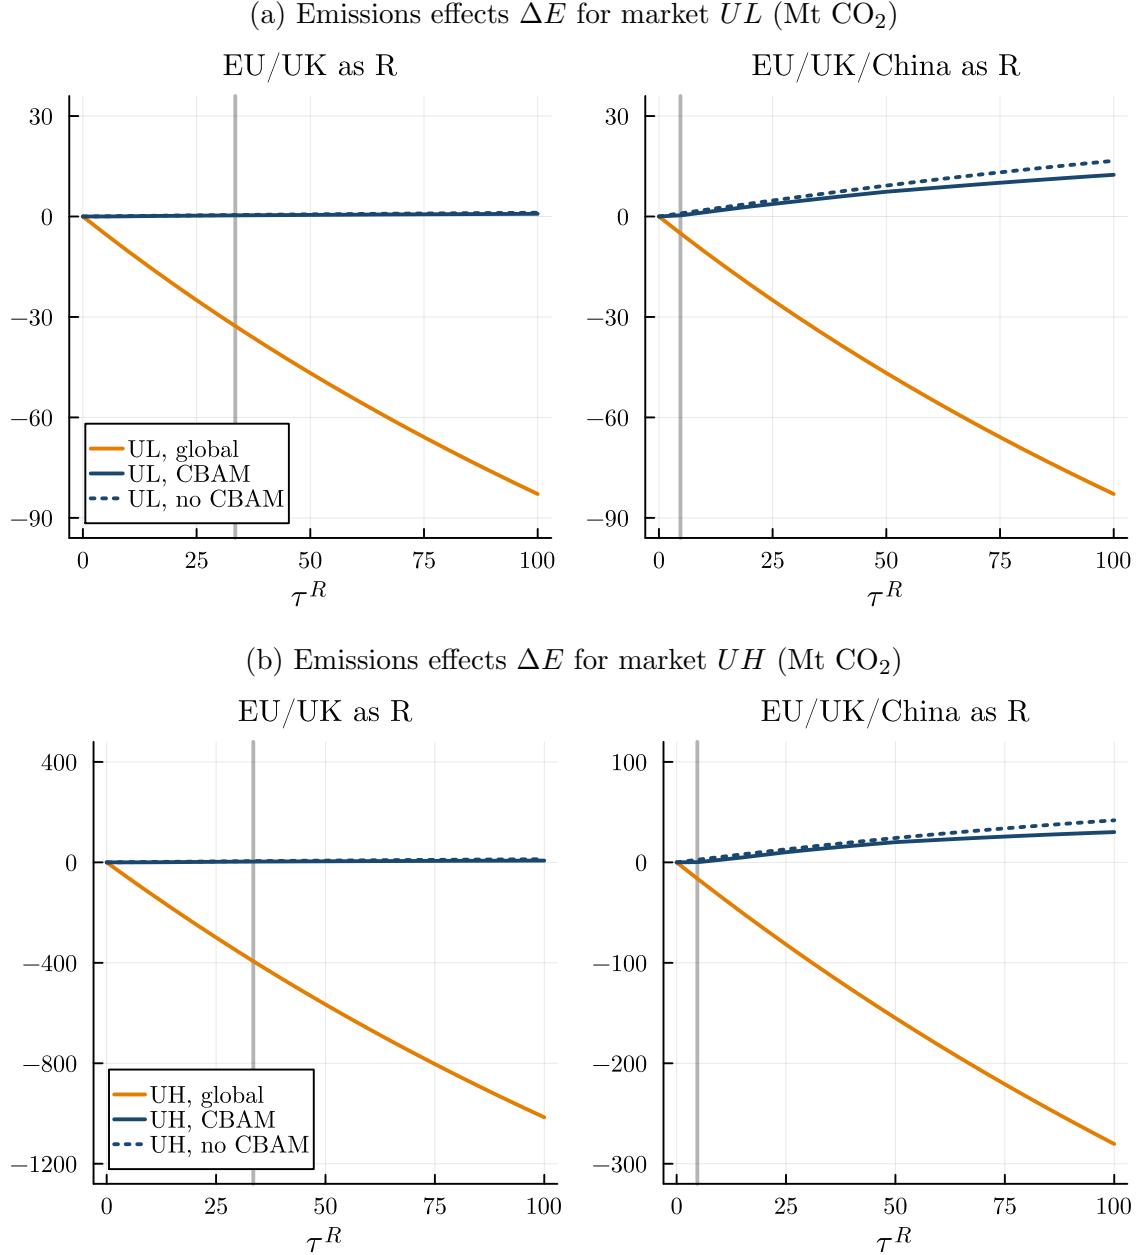 (a) Emissions effects ΔE for market UL (Mt CO₂)
EU/UK as R
EU/UK/China as R
30
0
−30
−60
−90
UL, global
UL, CBAM
UL, no CBAM
0 25 50 75 100
τ^R
30
0
−30
−60
−90
0 25 50 75 100
τ^R
(b) Emissions effects ΔE for market UH (Mt CO₂)
EU/UK as R
EU/UK/China as R
400
0
−400
−800
−1200
UH, global
UH, CBAM
UH, no CBAM
0 25 50 75 100
τ^R
100
0
−100
−200
−300
0 25 50 75 100
τ^R